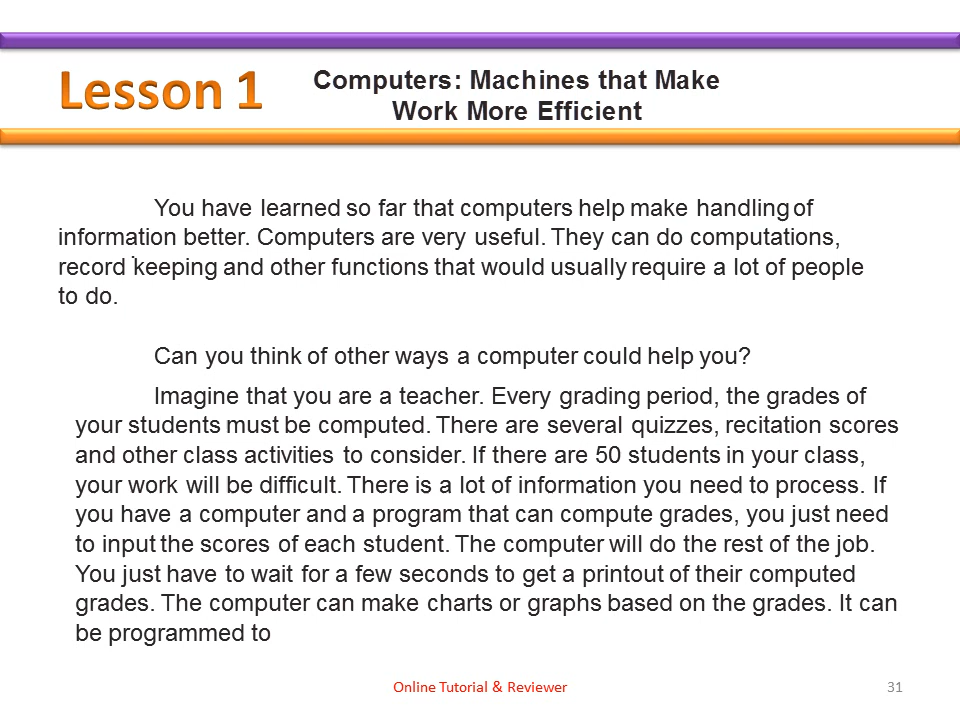 Lesson 1
Computers: Machines that Make
Work More Efficient
You have learned so far that computers help make handling of
information better. Computers are very useful. They can do computations,
record keeping and other functions that would usually require a lot of people
to do.
Can you think of other ways a computer could help you?
Imagine that you are a teacher. Every grading period, the grades of
your students must be computed. There are several quizzes, recitation scores
and other class activities to consider. If there are 50 students in your class,
your work will be difficult. There is a lot of information you need to process. If
you have a computer and a program that can compute grades, you just need
to input the scores of each student. The computer will do the rest of the job.
You just have to wait for a few seconds to get a printout of their computed
grades. The computer can make charts or graphs based on the grades. It can
be programmed to
Online Tutorial & Reviewer
31